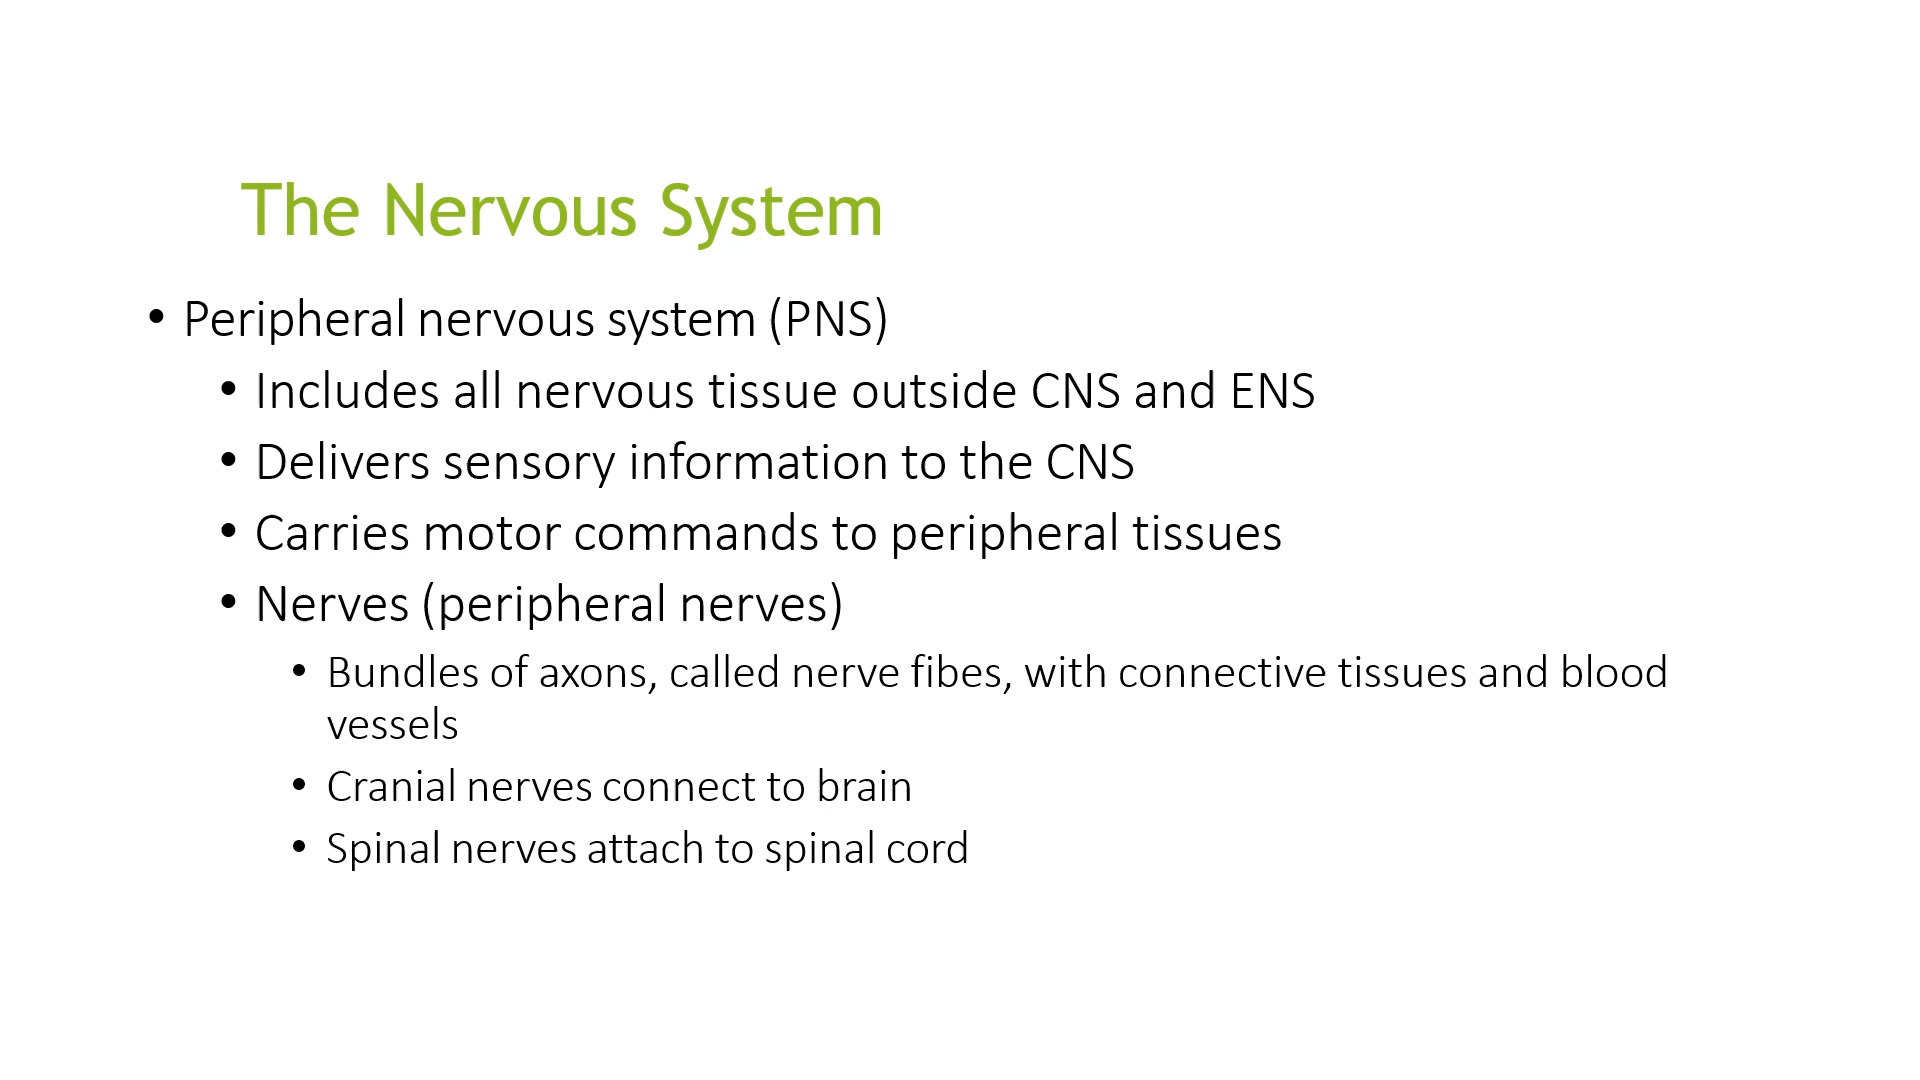 The Nervous System
• Peripheral nervous system (PNS)
• Includes all nervous tissue outside CNS and ENS
• Delivers sensory information to the CNS
• Carries motor commands to peripheral tissues
• Nerves (peripheral nerves)
• Bundles of axons, called nerve fibes, with connective tissues and blood
vessels
• Cranial nerves connect to brain
• Spinal nerves attach to spinal cord